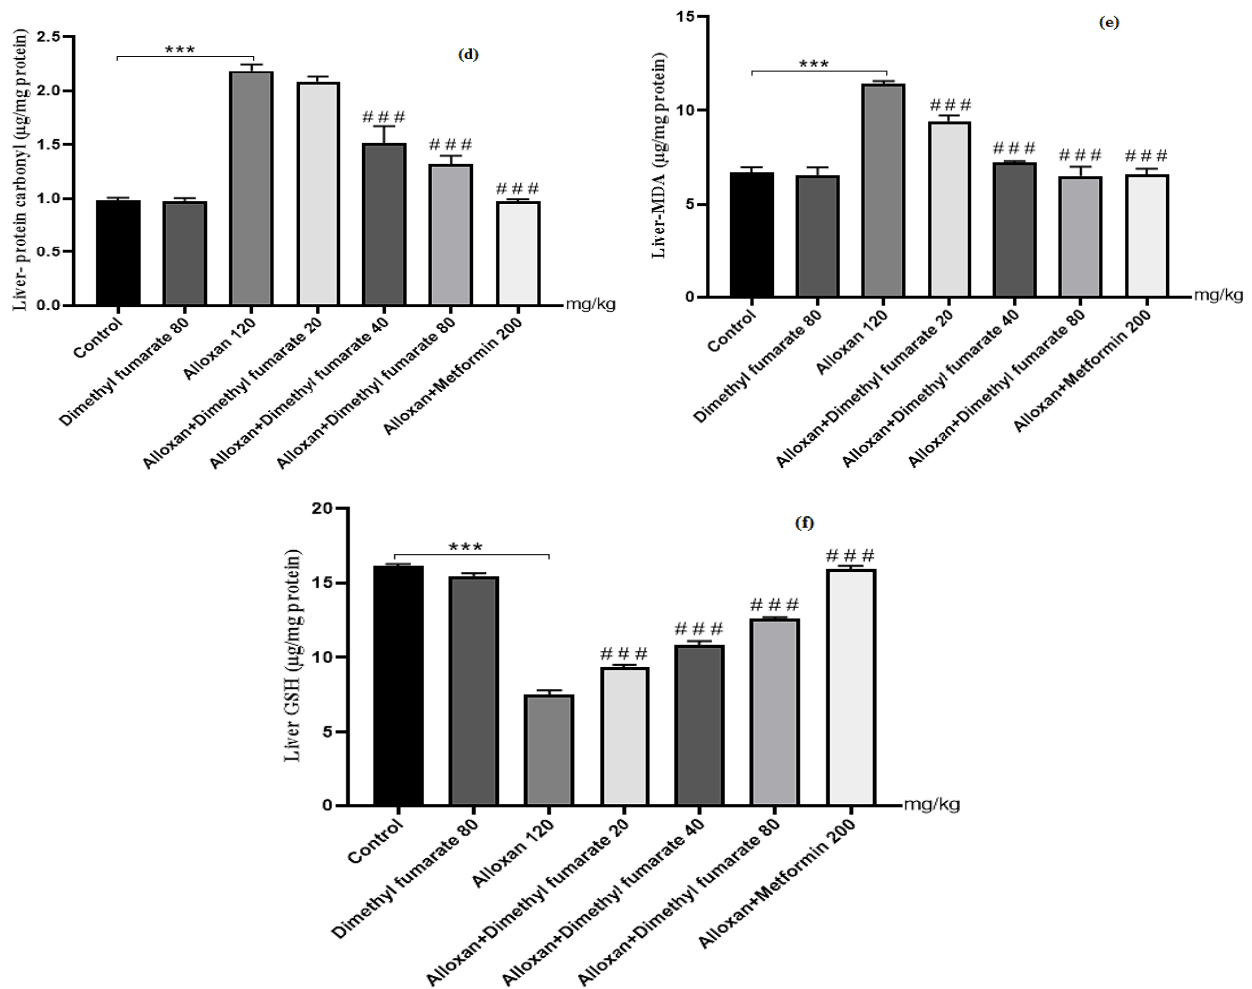 (d)
Liver- protein carbonyl (µg/mg protein)
2.5
2.0
1.5
1.0
0.5
0.0
***
# # #
# # #
# # #
mg/kg
Control
Dimethyl fumarate 80
Alloxan 120
Alloxan+Dimethyl fumarate 20
Alloxan+Dimethyl fumarate 40
Alloxan+Dimethyl fumarate 80
Alloxan+Metformin 200
(e)
Liver-MDA (µg/mg protein)
15
10
5
0
***
# # #
# # #
# # #
# # #
mg/kg
Control
Dimethyl fumarate 80
Alloxan 120
Alloxan+Dimethyl fumarate 20
Alloxan+Dimethyl fumarate 40
Alloxan+Dimethyl fumarate 80
Alloxan+Metformin 200
(f)
Liver GSH (µg/mg protein)
20
15
10
5
0
***
# # #
# # #
# # #
# # #
mg/kg
Control
Dimethyl fumarate 80
Alloxan 120
Alloxan+Dimethyl fumarate 20
Alloxan+Dimethyl fumarate 40
Alloxan+Dimethyl fumarate 80
Alloxan+Metformin 200